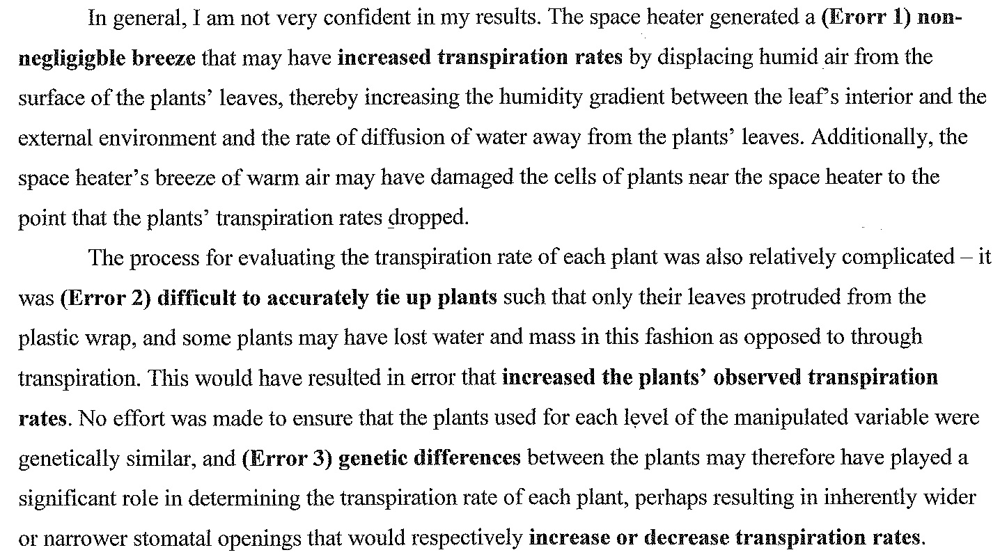 In general, I am not very confident in my results. The space heater generated a (Erorr 1) non-
negligigble breeze that may have increased transpiration rates by displacing humid air from the
surface of the plants’ leaves, thereby increasing the humidity gradient between the leaf’s interior and the
external environment and the rate of diffusion of water away from the plants’ leaves. Additionally, the
space heater’s breeze of warm air may have damaged the cells of plants near the space heater to the
point that the plants’ transpiration rates dropped.
The process for evaluating the transpiration rate of each plant was also relatively complicated – it
was (Error 2) difficult to accurately tie up plants such that only their leaves protruded from the
plastic wrap, and some plants may have lost water and mass in this fashion as opposed to through
transpiration. This would have resulted in error that increased the plants’ observed transpiration
rates. No effort was made to ensure that the plants used for each level of the manipulated variable were
genetically similar, and (Error 3) genetic differences between the plants may therefore have played a
significant role in determining the transpiration rate of each plant, perhaps resulting in inherently wider
or narrower stomatal openings that would respectively increase or decrease transpiration rates.